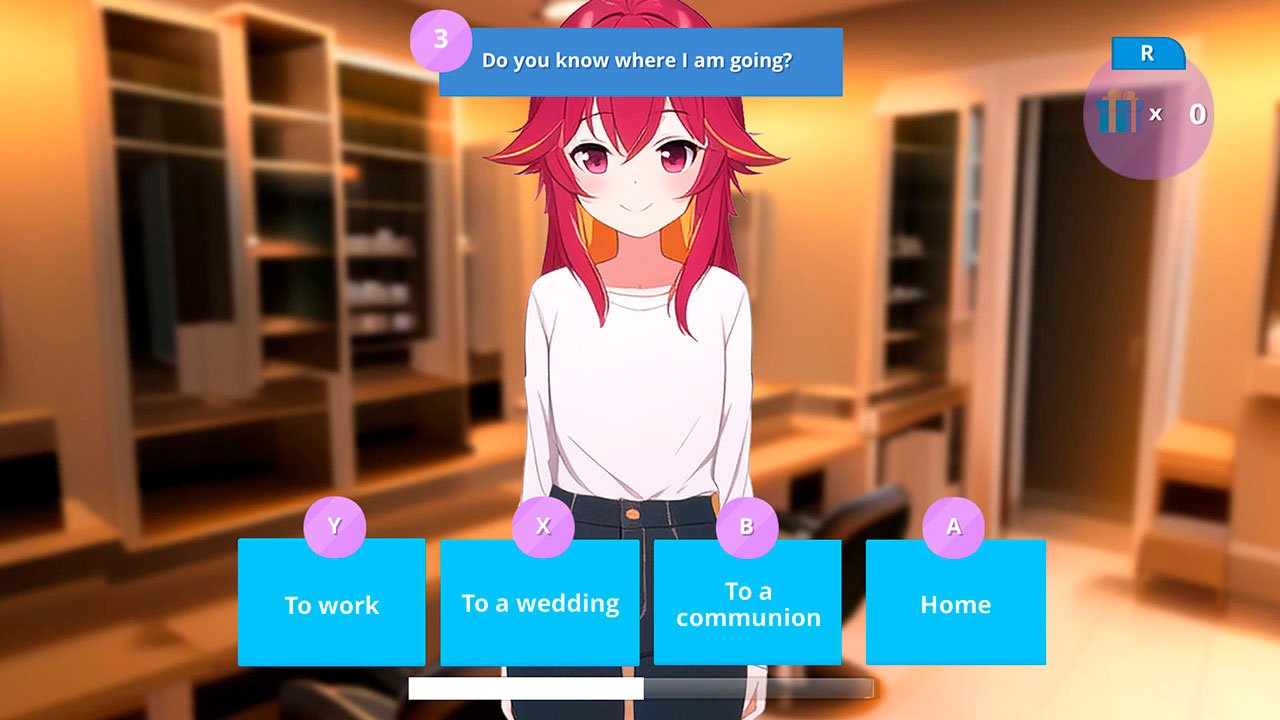 3
Do you know where I am going?
R
x 0
Y
X
B
A
To work
To a wedding
To a
communion
Home